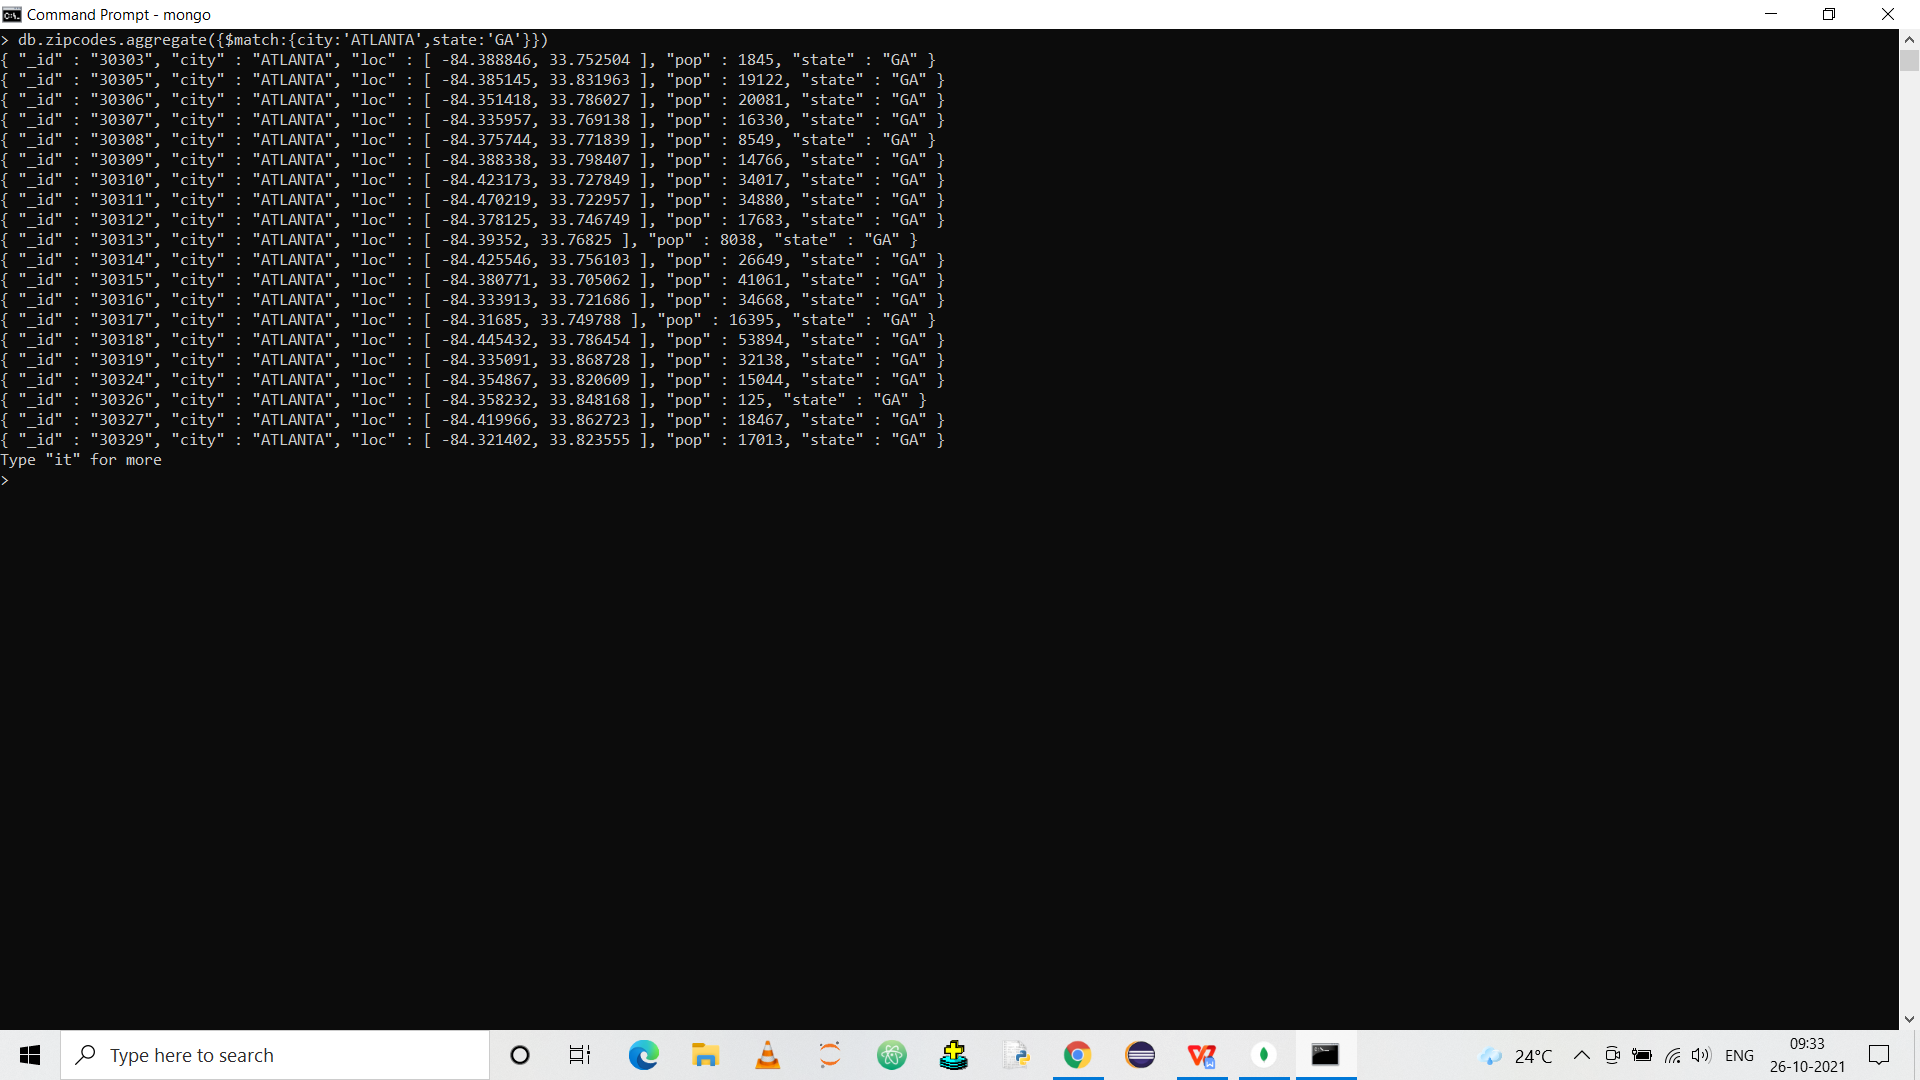 Command Prompt - mongo
> db.zipcodes.aggregate({$match:{city:'ATLANTA',state:'GA'}})
{ "_id" : "30303", "city" : "ATLANTA", "loc" : [ -84.388846, 33.752504 ], "pop" : 1845, "state" : "GA" }
{ "_id" : "30305", "city" : "ATLANTA", "loc" : [ -84.385145, 33.831963 ], "pop" : 19122, "state" : "GA" }
{ "_id" : "30306", "city" : "ATLANTA", "loc" : [ -84.351418, 33.786027 ], "pop" : 20081, "state" : "GA" }
{ "_id" : "30307", "city" : "ATLANTA", "loc" : [ -84.335957, 33.769138 ], "pop" : 16330, "state" : "GA" }
{ "_id" : "30308", "city" : "ATLANTA", "loc" : [ -84.375744, 33.771839 ], "pop" : 8549, "state" : "GA" }
{ "_id" : "30309", "city" : "ATLANTA", "loc" : [ -84.388338, 33.798407 ], "pop" : 14766, "state" : "GA" }
{ "_id" : "30310", "city" : "ATLANTA", "loc" : [ -84.423173, 33.727849 ], "pop" : 34017, "state" : "GA" }
{ "_id" : "30311", "city" : "ATLANTA", "loc" : [ -84.470219, 33.722957 ], "pop" : 34880, "state" : "GA" }
{ "_id" : "30312", "city" : "ATLANTA", "loc" : [ -84.378125, 33.746749 ], "pop" : 17683, "state" : "GA" }
{ "_id" : "30313", "city" : "ATLANTA", "loc" : [ -84.39352, 33.76825 ], "pop" : 8038, "state" : "GA" }
{ "_id" : "30314", "city" : "ATLANTA", "loc" : [ -84.425546, 33.756103 ], "pop" : 26649, "state" : "GA" }
{ "_id" : "30315", "city" : "ATLANTA", "loc" : [ -84.380771, 33.705062 ], "pop" : 41061, "state" : "GA" }
{ "_id" : "30316", "city" : "ATLANTA", "loc" : [ -84.333913, 33.721686 ], "pop" : 34668, "state" : "GA" }
{ "_id" : "30317", "city" : "ATLANTA", "loc" : [ -84.31685, 33.749788 ], "pop" : 16395, "state" : "GA" }
{ "_id" : "30318", "city" : "ATLANTA", "loc" : [ -84.445432, 33.786454 ], "pop" : 53894, "state" : "GA" }
{ "_id" : "30319", "city" : "ATLANTA", "loc" : [ -84.335091, 33.868728 ], "pop" : 32138, "state" : "GA" }
{ "_id" : "30324", "city" : "ATLANTA", "loc" : [ -84.354867, 33.820609 ], "pop" : 15044, "state" : "GA" }
{ "_id" : "30326", "city" : "ATLANTA", "loc" : [ -84.358232, 33.848168 ], "pop" : 125, "state" : "GA" }
{ "_id" : "30327", "city" : "ATLANTA", "loc" : [ -84.419966, 33.862723 ], "pop" : 18467, "state" : "GA" }
{ "_id" : "30329", "city" : "ATLANTA", "loc" : [ -84.321402, 33.823555 ], "pop" : 17013, "state" : "GA" }
Type "it" for more
>
Type here to search
24°C
ENG
09:33
26-10-2021